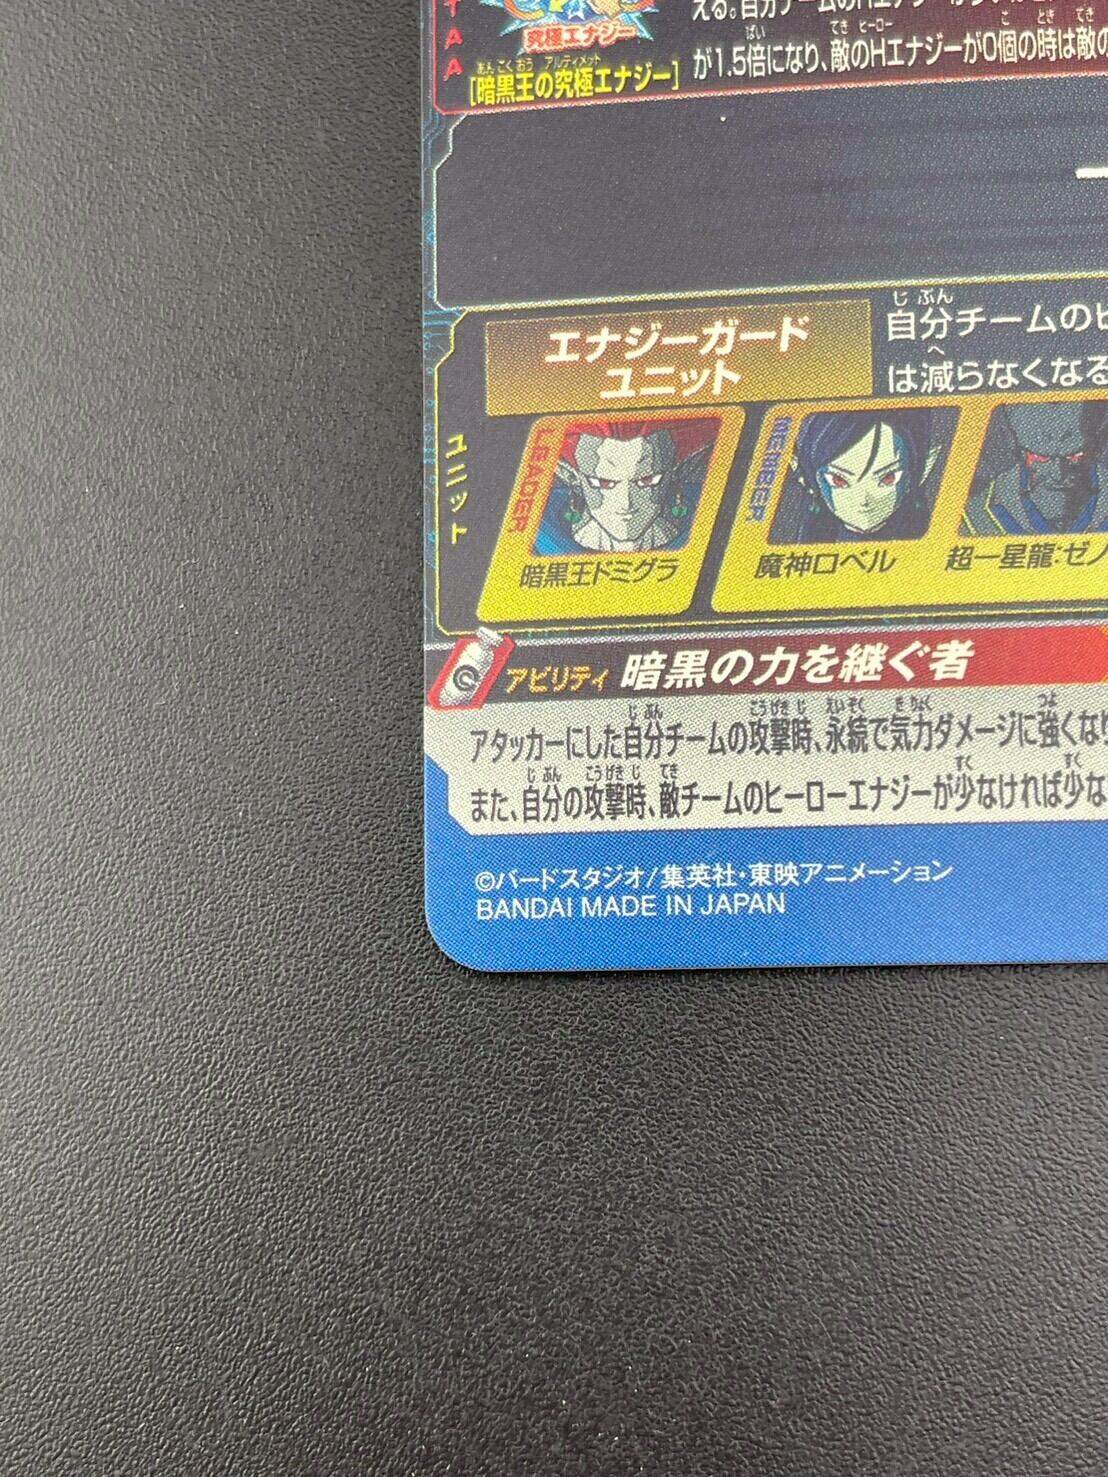 究極エナジー
[暗黒王の究極エナジー]
が1.5倍になり、敵のHエナジーが0個の時は敵の
エナジーガード
ユニット
自分チームのヒ
は減らなくなる
ユニット
LEADER
暗黒王ドミグラ
MEMBER
魔神ロベル
超一星龍:ゼノ
アビリティ 暗黒の力を継ぐ者
アタッカーにした自分チームの攻撃時、永続で気力ダメージに強くなり
また、自分の攻撃時、敵チームのヒーローエナジーが少なければ少な
©バードスタジオ/集英社・東映アニメーション
BANDAI MADE IN JAPAN